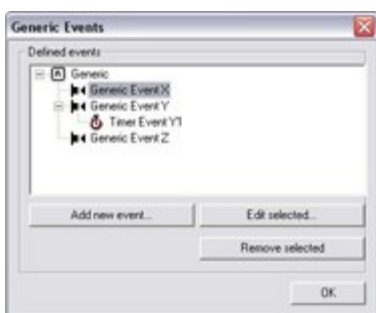 Generic Events
Defined events
Generic
Generic Event X
Generic Event Y
Timer Event Y1
Generic Event Z
Add new event...
Edit selected...
Remove selected
OK